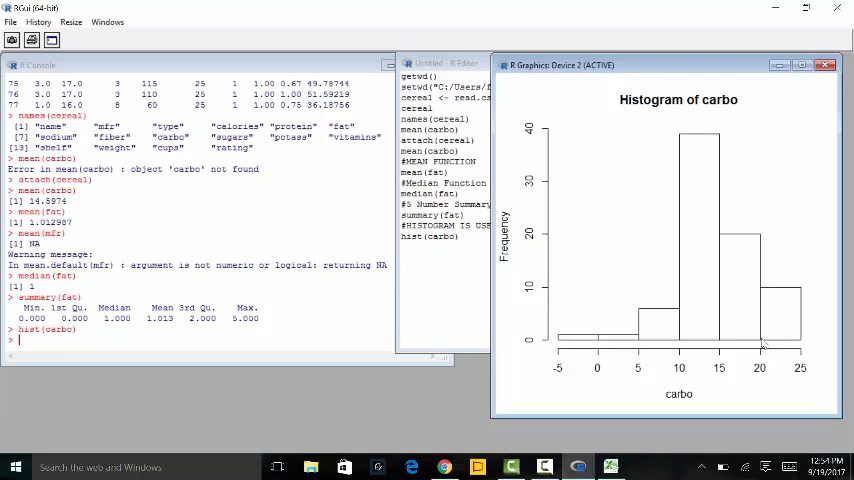 RGui (64-bit)
File History Resize Windows
R Console
75 3.0 17.0 3 115 25 1 1.00 0.67 49.78744
76 3.0 17.0 3 110 25 1 1.00 1.00 51.59219
77 1.0 16.0 8 60 25 1 1.00 0.75 36.18756
> names(cereal)
[1] "name" "mfr" "type" "calories" "protein" "fat"
[7] "sodium" "fiber" "carbo" "sugars" "potass" "vitamins"
[13] "shelf" "weight" "cups" "rating"
> mean(carbo)
Error in mean(carbo) : object 'carbo' not found
> attach(cereal)
> mean(carbo)
[1] 14.5974
> mean(fat)
[1] 1.012987
> mean(mfr)
[1] NA
Warning message:
In mean.default(mfr) : argument is not numeric or logical: returning NA
> median(fat)
[1] 1
> summary(fat)
Min. 1st Qu. Median Mean 3rd Qu. Max.
0.000 0.000 1.000 1.013 2.000 5.000
> hist(carbo)
>
Untitled - R Editor
getwd()
setwd("C:/Users/f
cereal <- read.cs
cereal
names(cereal)
mean(carbo)
attach(cereal)
mean(carbo)
#MEAN FUNCTION
mean(fat)
#Median Function
median(fat)
#5 Number Summary
summary(fat)
#HISTOGRAM IS USE
hist(carbo)
R Graphics: Device 2 (ACTIVE)
Histogram of carbo
Frequency
40
30
20
10
0
-5 0 5 10 15 20 25
carbo
Search the web and Windows
12:54 PM
9/19/2017